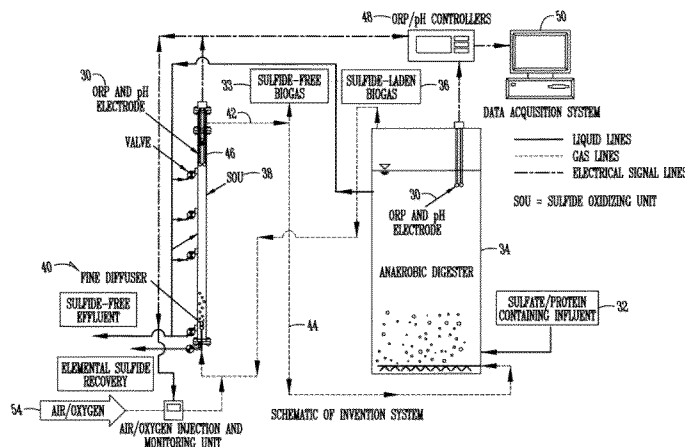 48
ORP/pH CONTROLLERS
50
30
ORP AND pH
ELECTRODE
33
SULFIDE-FREE
BIOGAS
SULFIDE-LADEN
BIOGAS
36
42
DATA ACQUISITION SYSTEM
VALVE
46
SOU
38
LIQUID LINES
GAS LINES
ELECTRICAL SIGNAL LINES
SOU = SULFIDE OXIDIZING UNIT
30
ORP AND pH
ELECTRODE
34
40
FINE DIFFUSER
ANAEROBIC DIGESTER
SULFIDE-FREE
EFFLUENT
SULFATE/PROTEIN
CONTAINING INFLUENT
32
44
ELEMENTAL SULFIDE
RECOVERY
54
AIR/OXYGEN
SCHEMATIC OF INVENTION SYSTEM
AIR/OXYGEN INJECTION AND
MONITORING UNIT